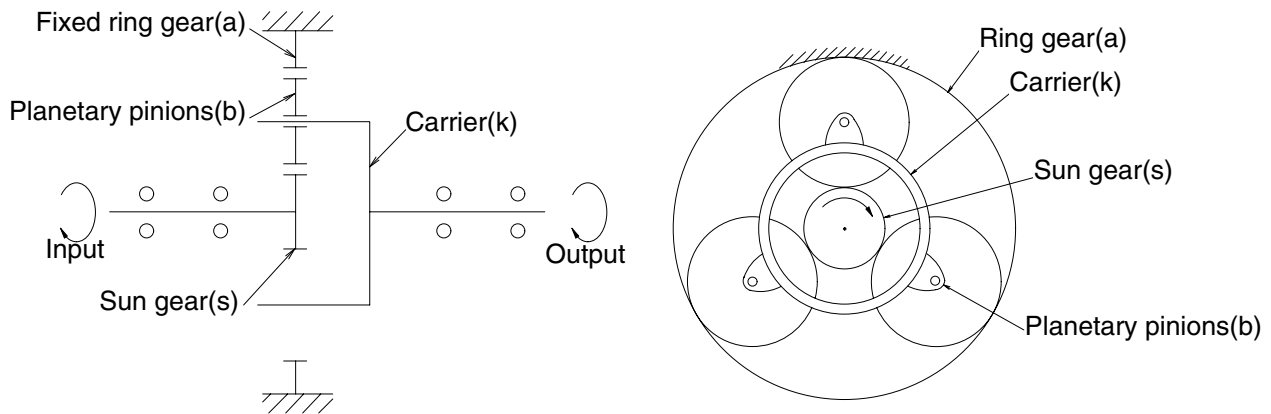 Fixed ring gear(a)
Planetary pinions(b)
Carrier(k)
Input
Output
Sun gear(s)
Ring gear(a)
Carrier(k)
Sun gear(s)
Planetary pinions(b)